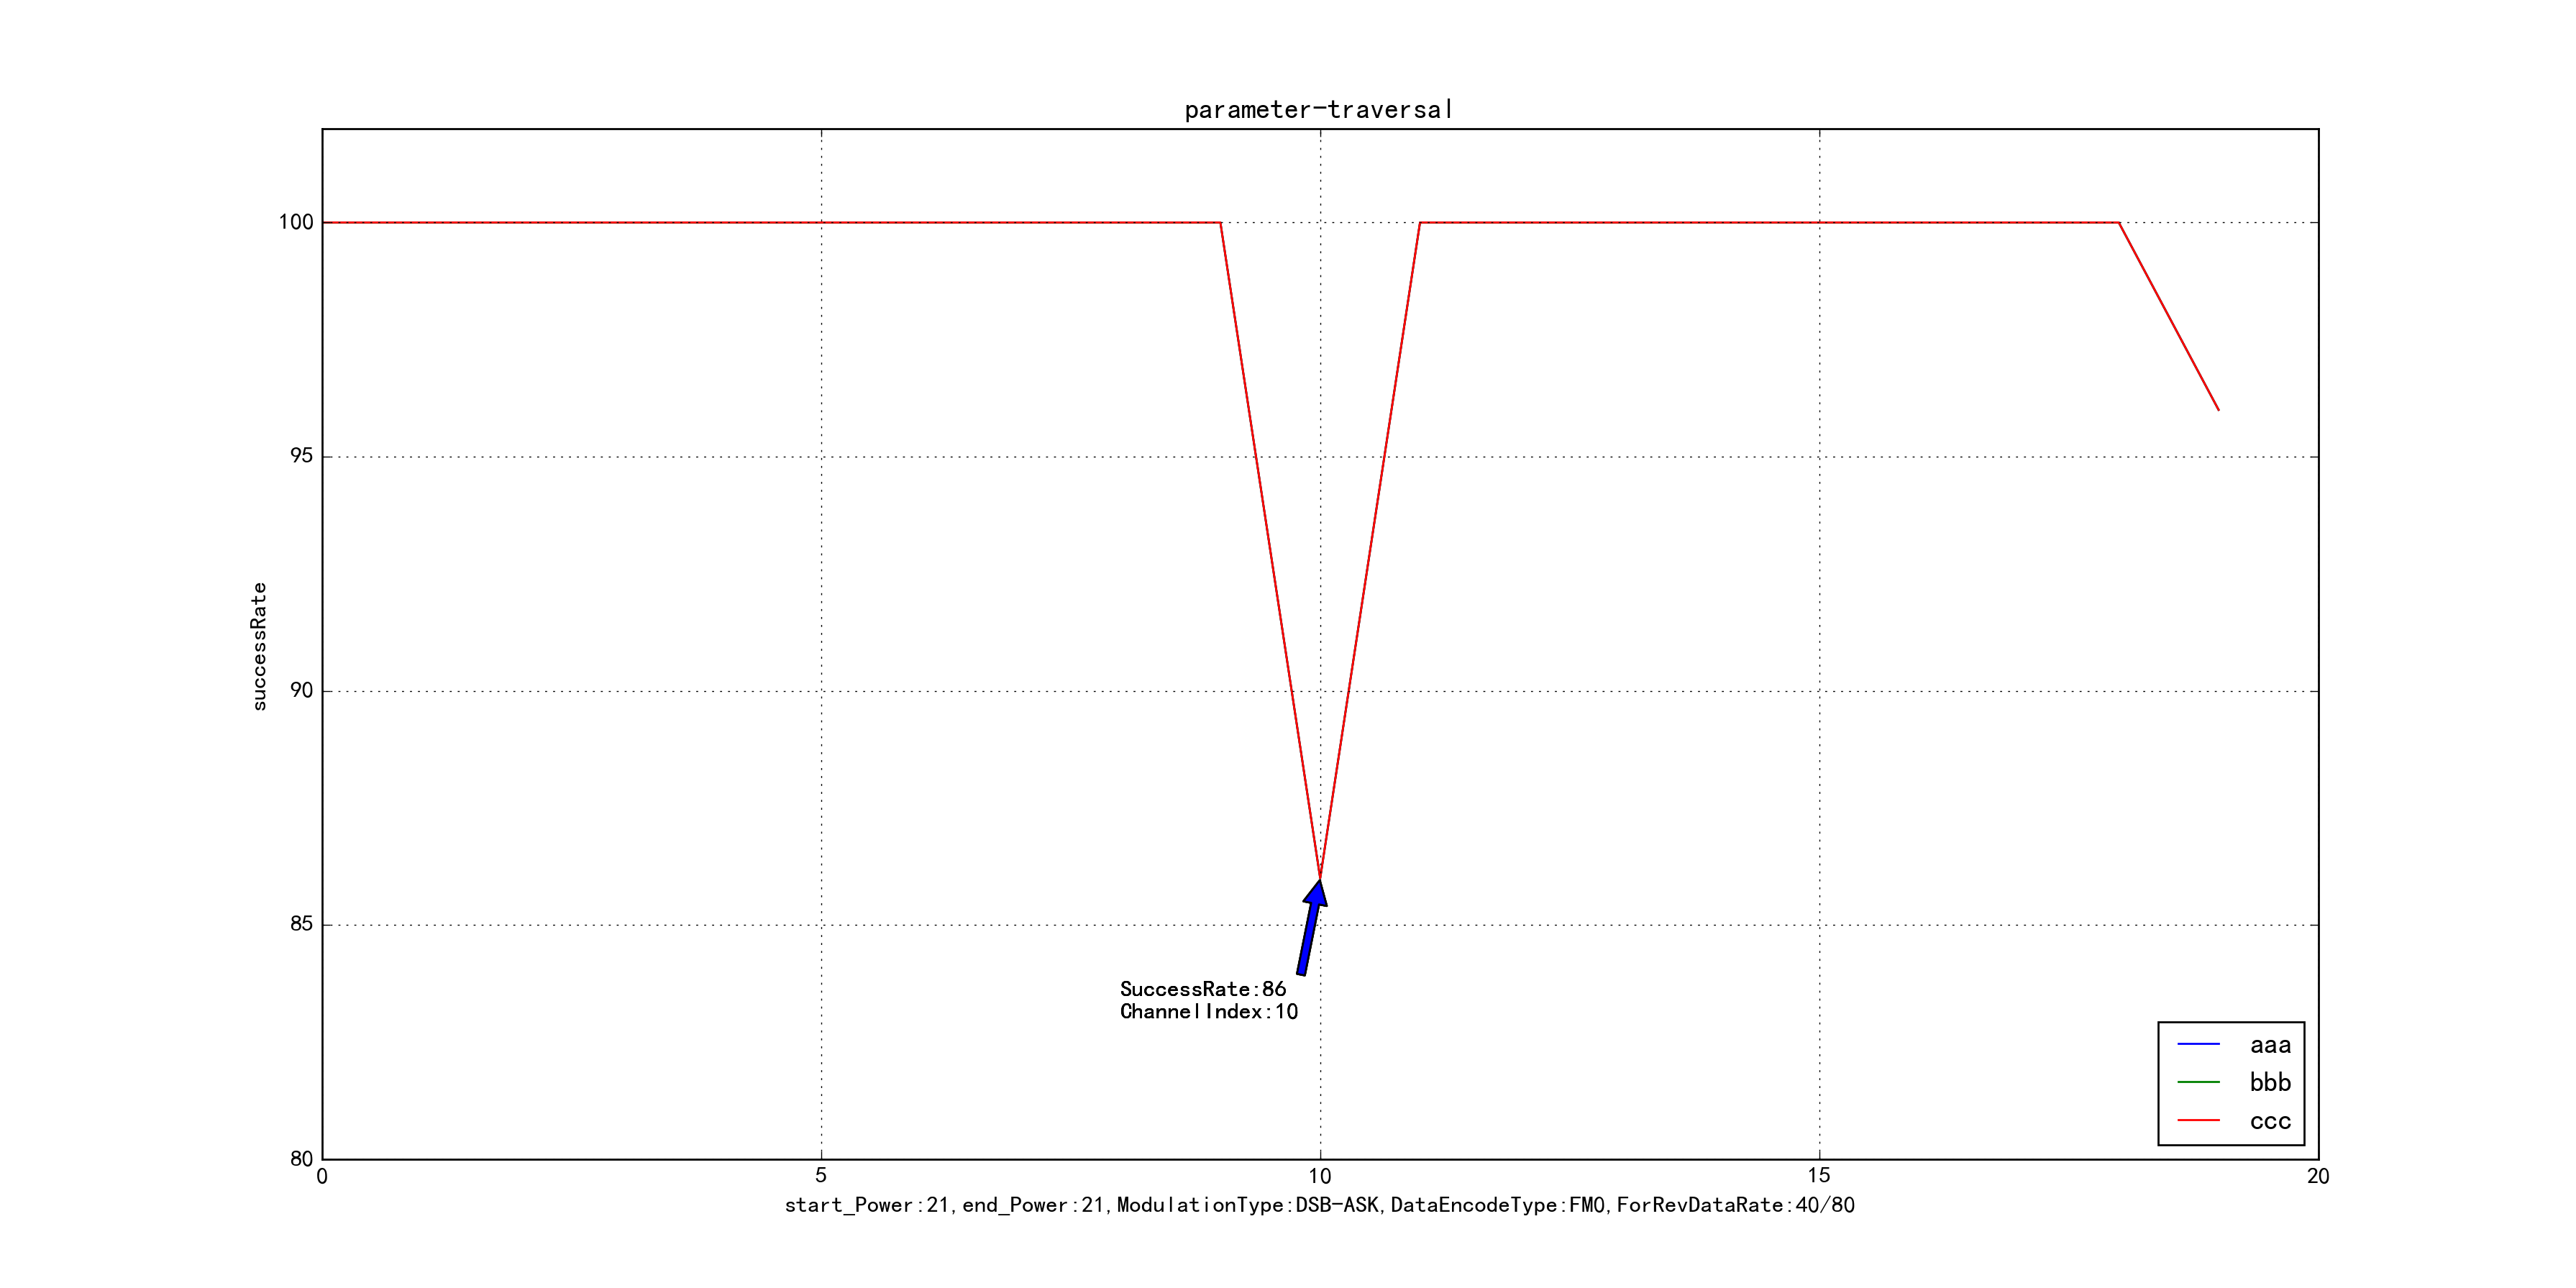 parameter-traversal
100
95
90
85
80
successRate
SuccessRate:86
ChannelIndex:10
aaa
bbb
ccc
0 5 10 15 20
start_Power:21,end_Power:21,ModulationType:DSB-ASK,DataEncodeType:FM0,ForRevDataRate:40/80